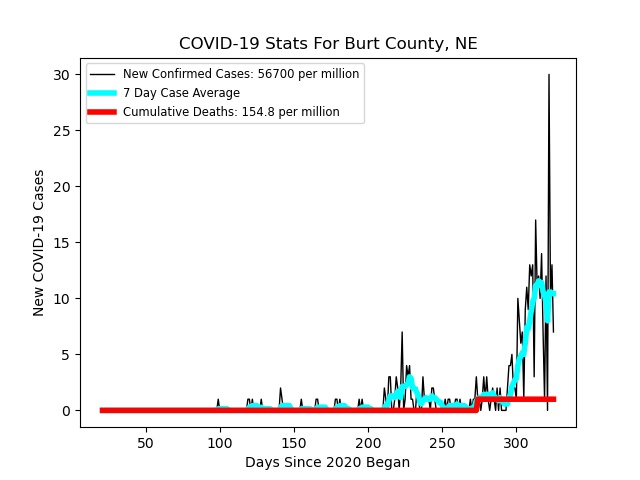 COVID-19 Stats For Burt County, NE
New Confirmed Cases: 56700 per million
7 Day Case Average
Cumulative Deaths: 154.8 per million
New COVID-19 Cases
30
25
20
15
10
5
0
50 100 150 200 250 300
Days Since 2020 Began